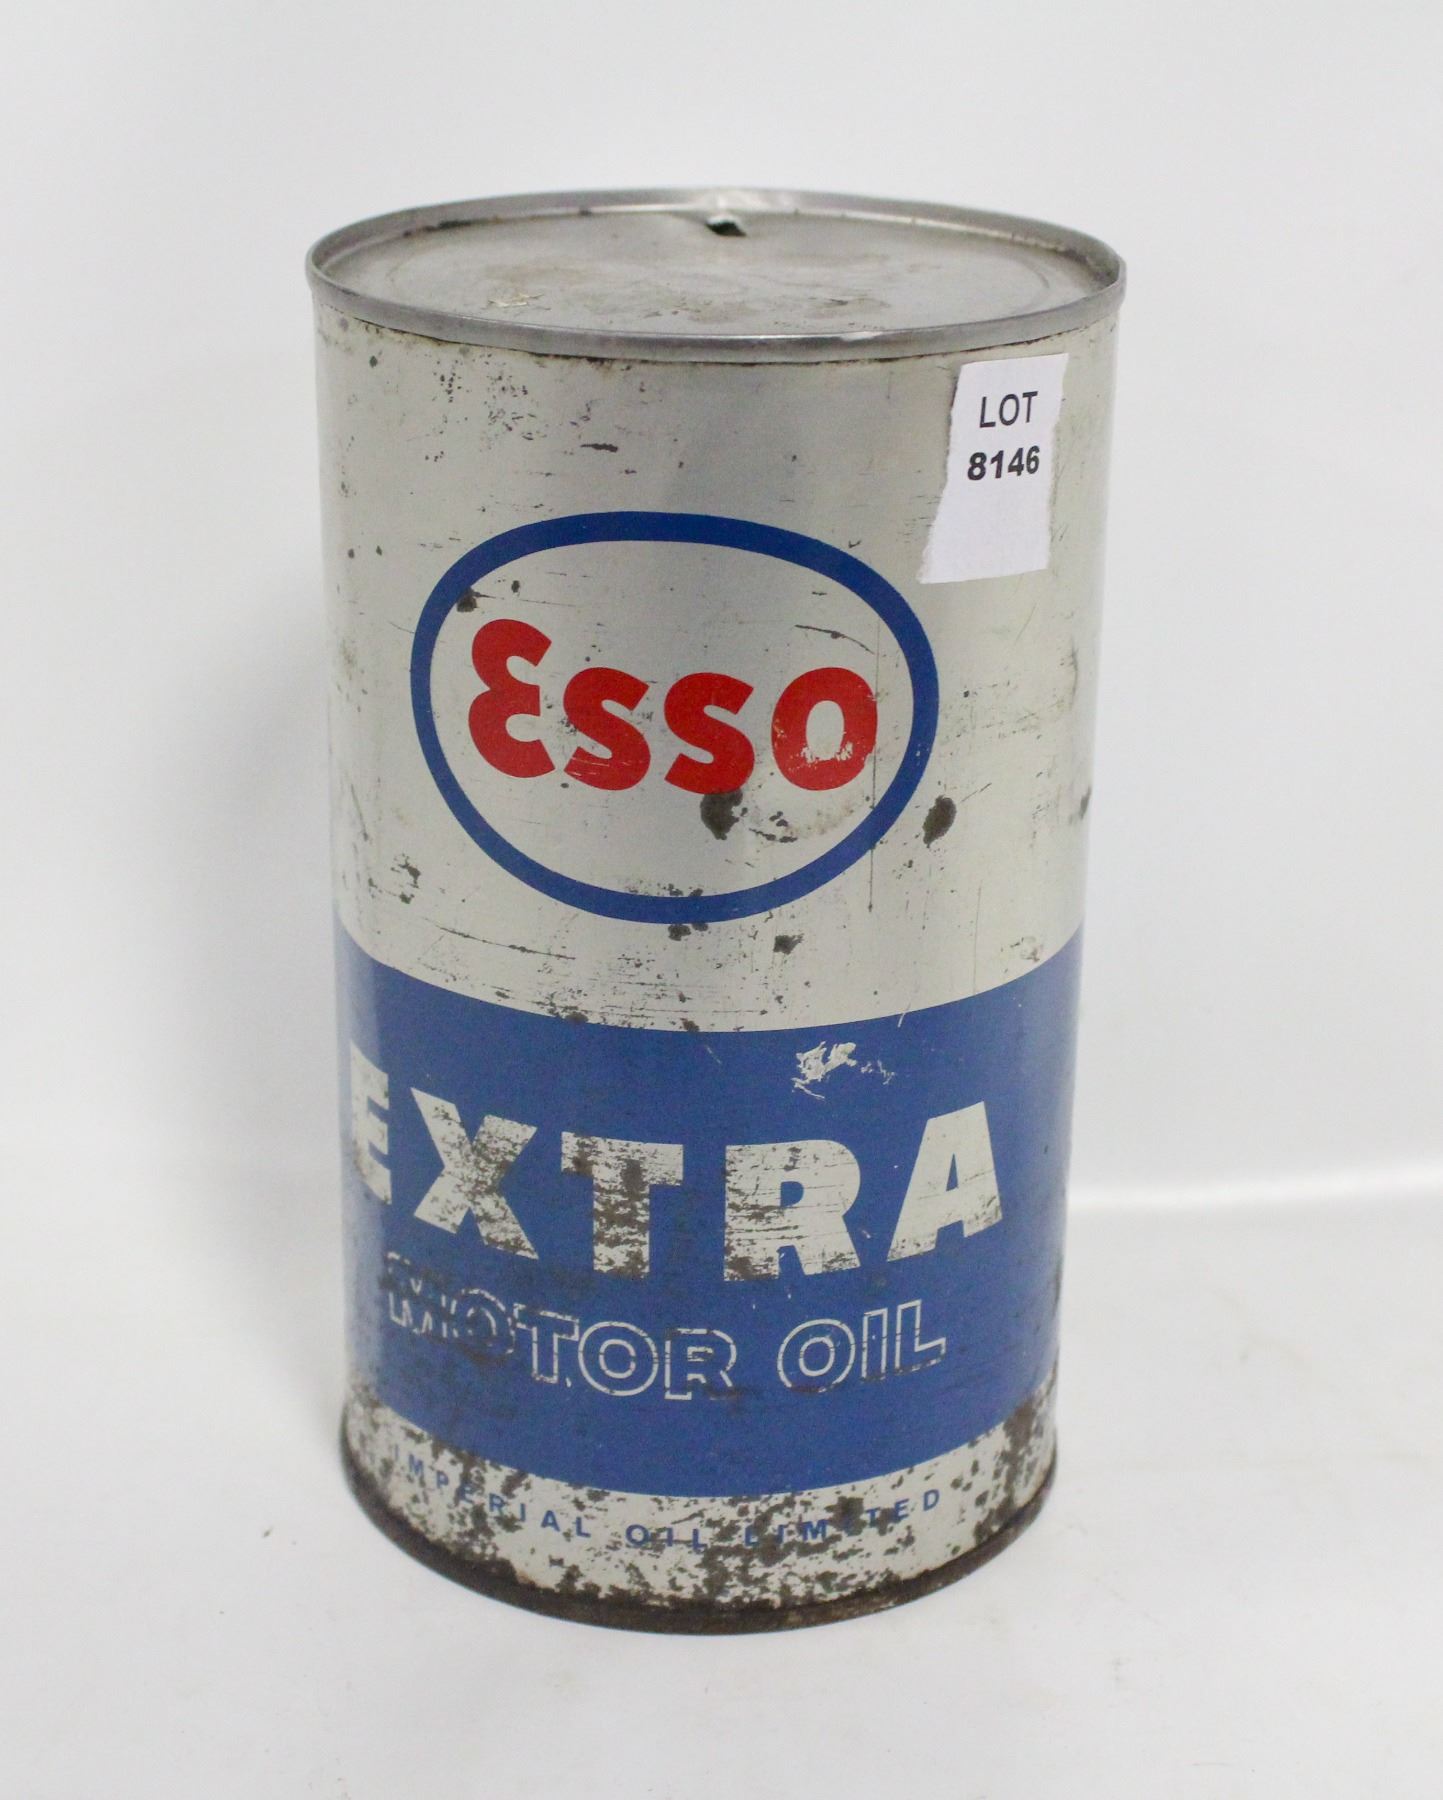 LOT
8146
Esso
EXTRA
MOTOR OIL
IMPERIAL OIL LIMITED